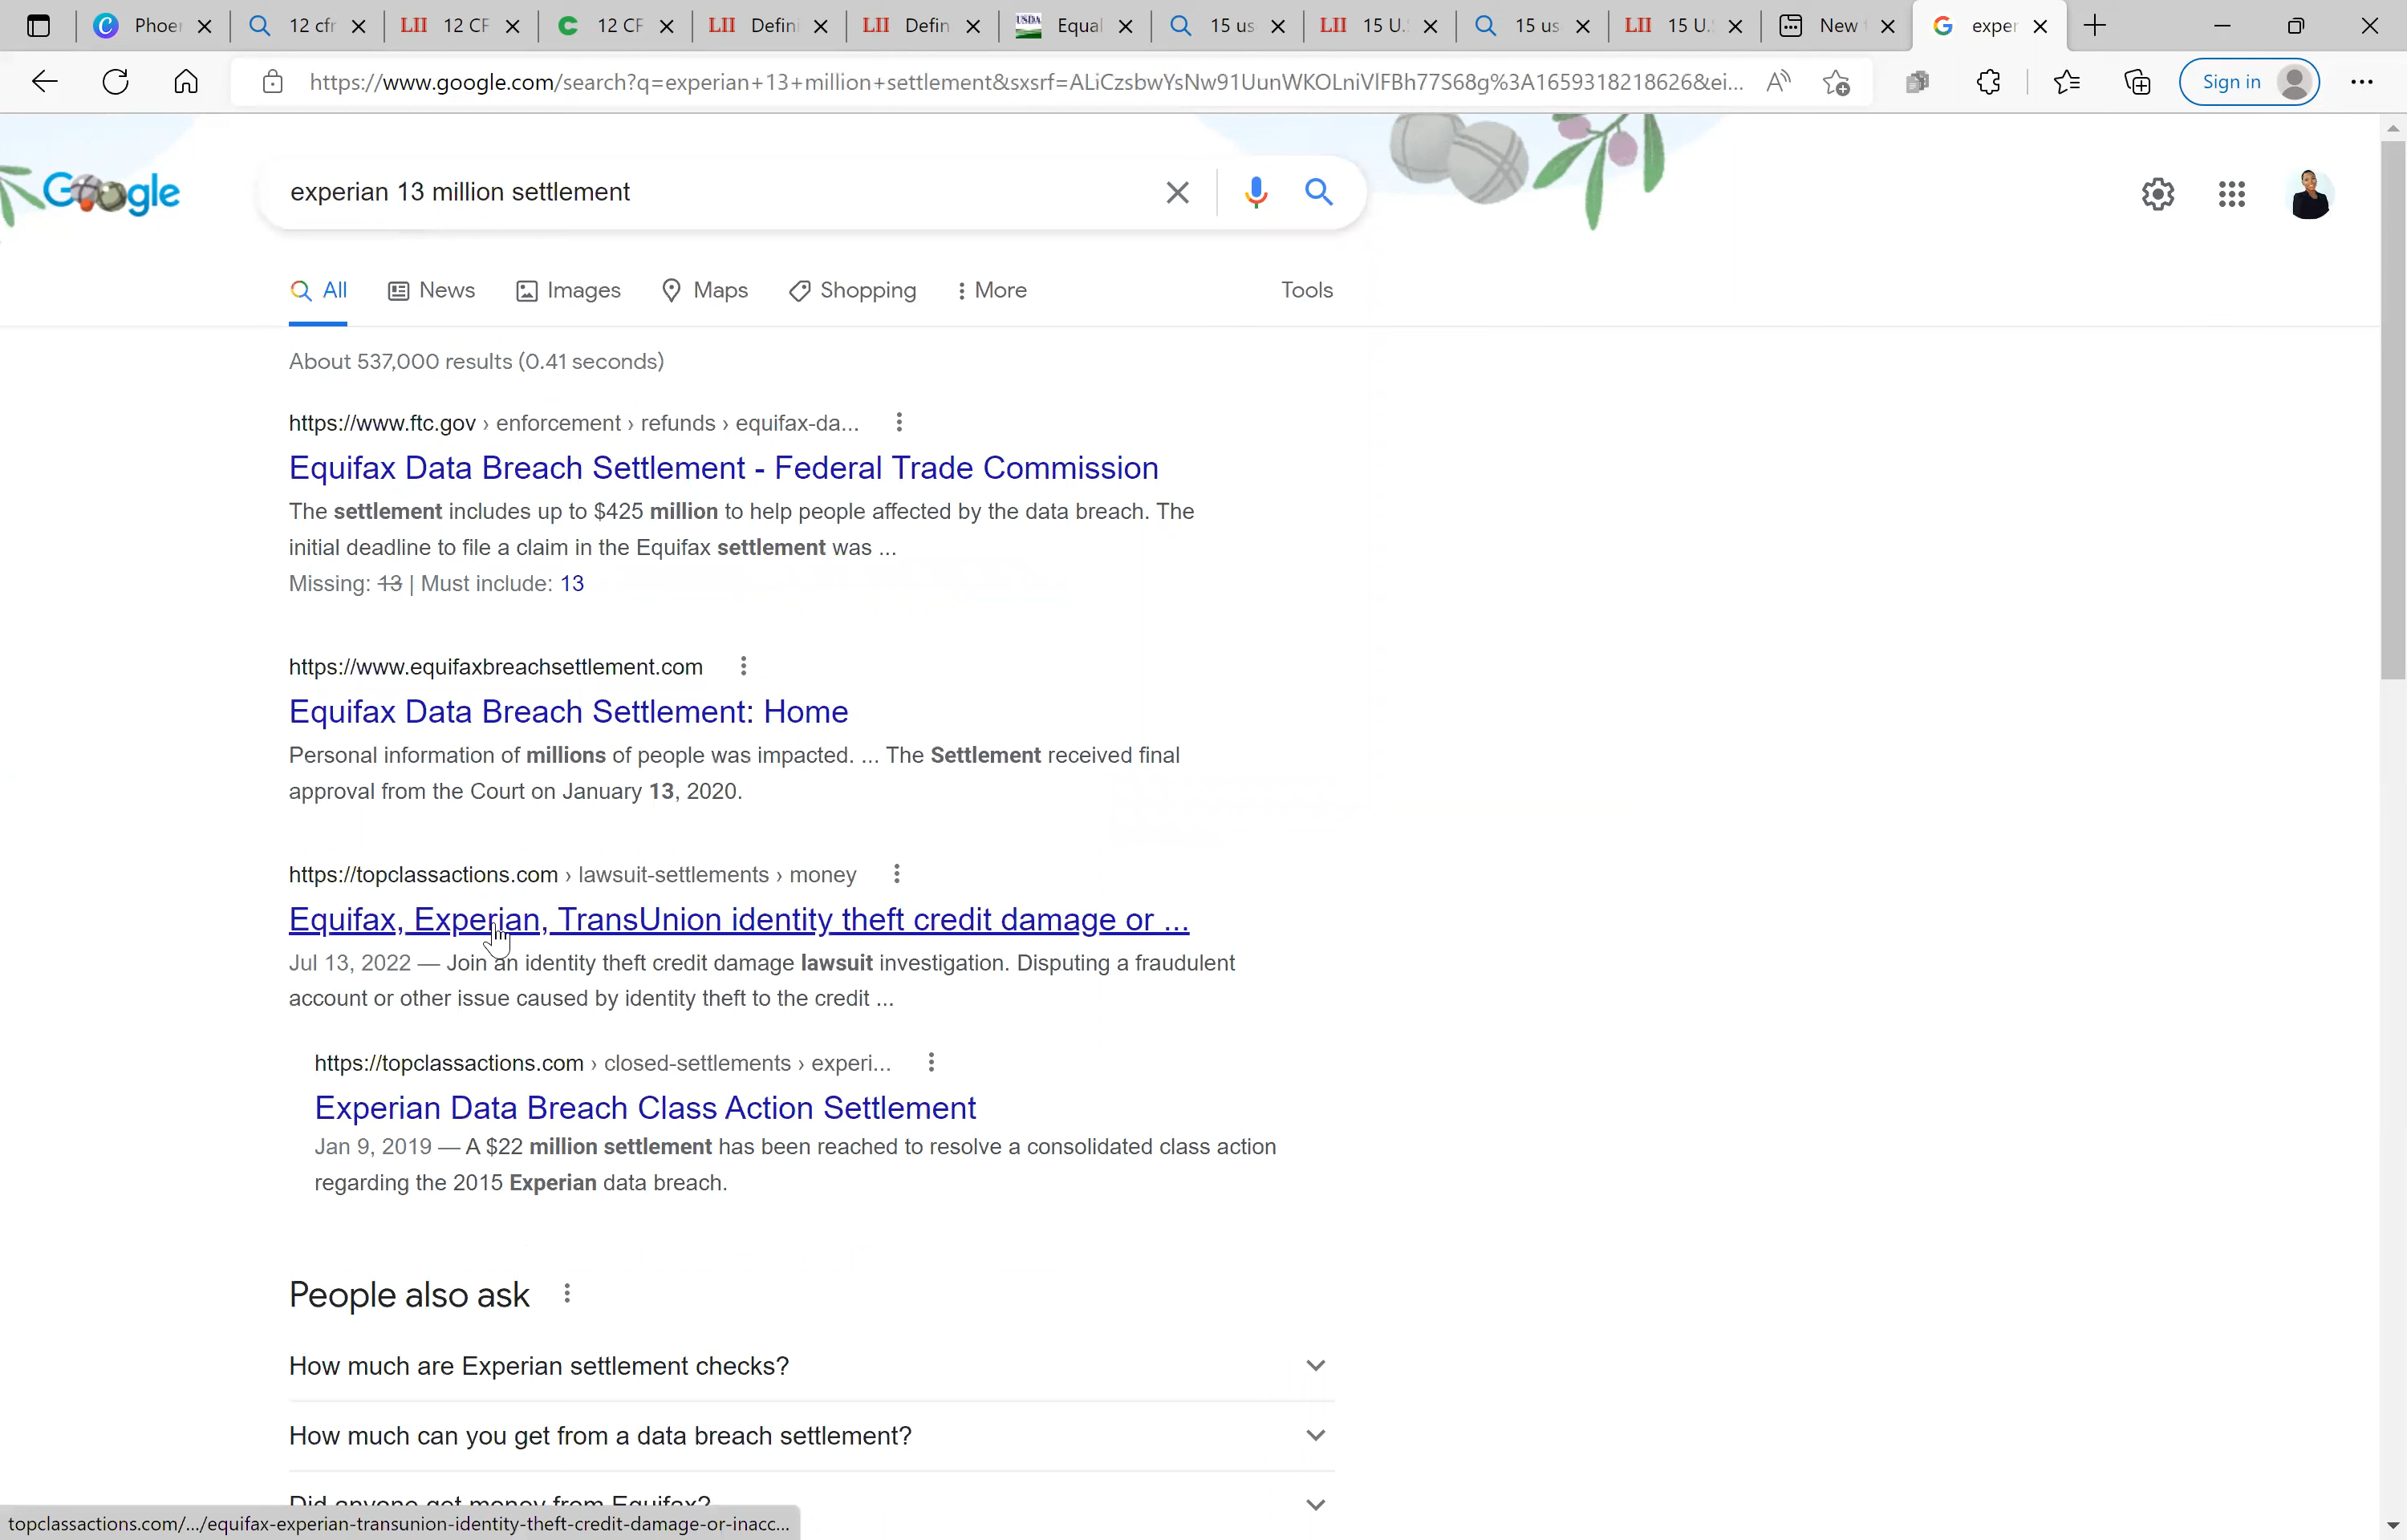 Phoer
12 cfr
12 CF
12 CF
Defini
Defin
USDA
Equal
15 us
15 U.
15 us
15 U.
New
exper
https://www.google.com/search?q=experian+13+million+settlement&sxsrf=ALiCzsbwYsNw91UunWKOLniVlFBh77S68g%3A1659318218626&ei...
Sign in
Google
experian 13 million settlement
All
News
Images
Maps
Shopping
More
Tools
About 537,000 results (0.41 seconds)
https://www.ftc.gov › enforcement › refunds › equifax-da...
Equifax Data Breach Settlement - Federal Trade Commission
The settlement includes up to $425 million to help people affected by the data breach. The
initial deadline to file a claim in the Equifax settlement was ...
Missing: 13 | Must include: 13
https://www.equifaxbreachsettlement.com
Equifax Data Breach Settlement: Home
Personal information of millions of people was impacted. ... The Settlement received final
approval from the Court on January 13, 2020.
https://topclassactions.com › lawsuit-settlements › money
Equifax, Experian, TransUnion identity theft credit damage or ...
Jul 13, 2022 — Join an identity theft credit damage lawsuit investigation. Disputing a fraudulent
account or other issue caused by identity theft to the credit ...
https://topclassactions.com › closed-settlements › experi...
Experian Data Breach Class Action Settlement
Jan 9, 2019 — A $22 million settlement has been reached to resolve a consolidated class action
regarding the 2015 Experian data breach.
People also ask
How much are Experian settlement checks?
How much can you get from a data breach settlement?
Did anyone get money from Equifax?
topclassactions.com/.../equifax-experian-transunion-identity-theft-credit-damage-or-inacc...